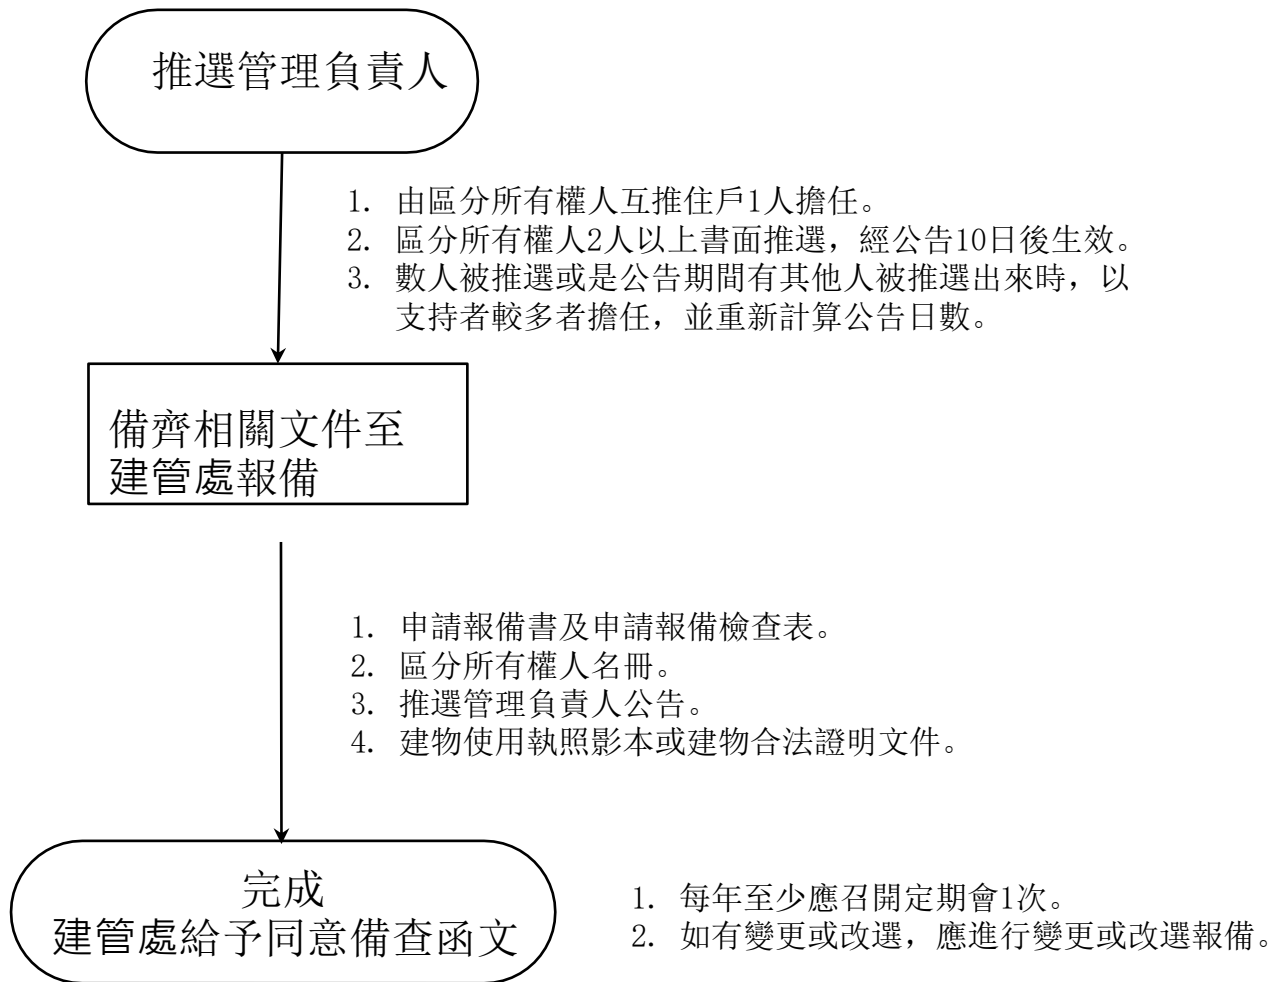 推選管理負責人
1. 由區分所有權人互推住戶1人擔任。
2. 區分所有權人2人以上書面推選，經公告10日後生效。
3. 數人被推選或是公告期間有其他人被推選出來時，以
支持者較多者擔任，並重新計算公告日數。
備齊相關文件至
建管處報備
1. 申請報備書及申請報備檢查表。
2. 區分所有權人名冊。
3. 推選管理負責人公告。
4. 建物使用執照影本或建物合法證明文件。
完成
建管處給予同意備查函文
1. 每年至少應召開定期會1次。
2. 如有變更或改選，應進行變更或改選報備。